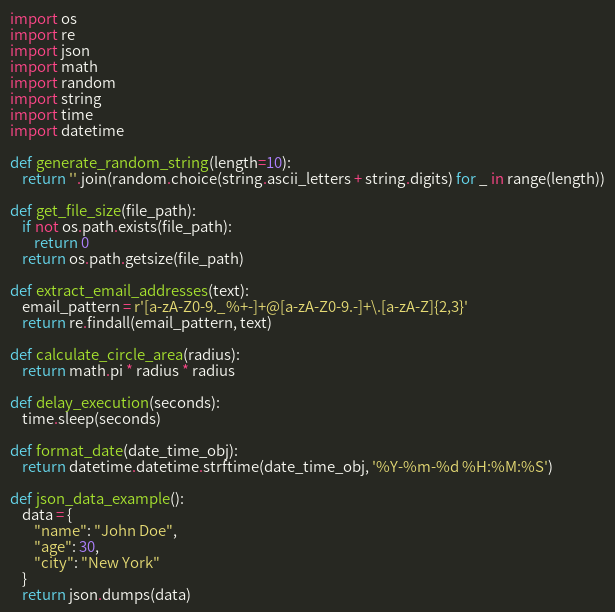 import os
import re
import json
import math
import random
import string
import time
import datetime

def generate_random_string(length=10):
    return ''.join(random.choice(string.ascii_letters + string.digits) for _ in range(length))

def get_file_size(file_path):
    if not os.path.exists(file_path):
        return 0
    return os.path.getsize(file_path)

def extract_email_addresses(text):
    email_pattern = r'[a-zA-Z0-9._%+-]+@[a-zA-Z0-9.-]+\.[a-zA-Z]{2,3}'
    return re.findall(email_pattern, text)

def calculate_circle_area(radius):
    return math.pi * radius * radius

def delay_execution(seconds):
    time.sleep(seconds)

def format_date(date_time_obj):
    return datetime.datetime.strftime(date_time_obj, '%Y-%m-%d %H:%M:%S')

def json_data_example():
    data = {
        "name": "John Doe",
        "age": 30,
        "city": "New York"
    }
    return json.dumps(data)